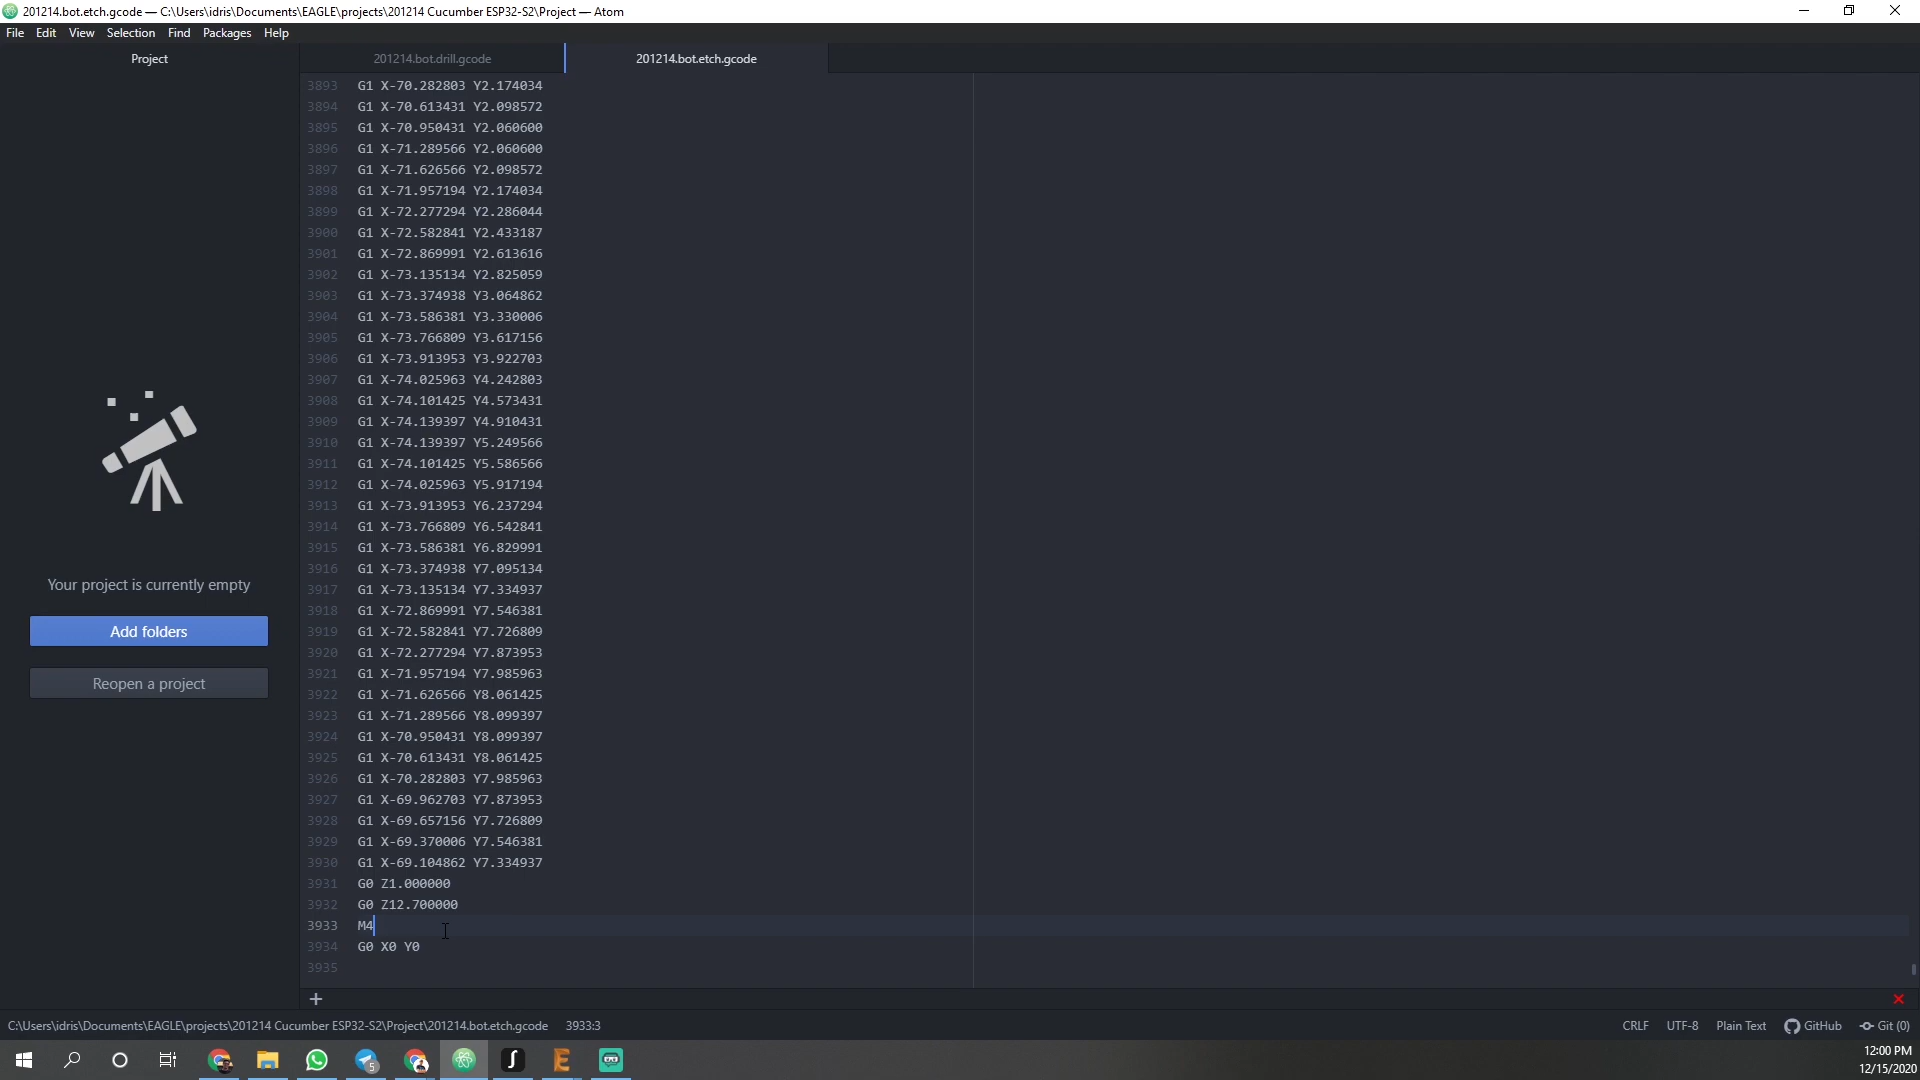 201214.bot.etch.gcode — C:\Users\idris\Documents\EAGLE\projects\201214 Cucumber ESP32-S2\Project — Atom
File Edit View Selection Find Packages Help
Project
201214.bot.drill.gcode
201214.bot.etch.gcode
3893 G1 X-70.282803 Y2.174034
3894 G1 X-70.613431 Y2.098572
3895 G1 X-70.950431 Y2.060600
3896 G1 X-71.289566 Y2.060600
3897 G1 X-71.626566 Y2.098572
3898 G1 X-71.957194 Y2.174034
3899 G1 X-72.277294 Y2.286044
3900 G1 X-72.582841 Y2.433187
3901 G1 X-72.869991 Y2.613616
3902 G1 X-73.135134 Y2.825059
3903 G1 X-73.374938 Y3.064862
3904 G1 X-73.586381 Y3.330006
3905 G1 X-73.766809 Y3.617156
3906 G1 X-73.913953 Y3.922703
3907 G1 X-74.025963 Y4.242803
3908 G1 X-74.101425 Y4.573431
3909 G1 X-74.139397 Y4.910431
3910 G1 X-74.139397 Y5.249566
3911 G1 X-74.101425 Y5.586566
3912 G1 X-74.025963 Y5.917194
3913 G1 X-73.913953 Y6.237294
3914 G1 X-73.766809 Y6.542841
3915 G1 X-73.586381 Y6.829991
3916 G1 X-73.374938 Y7.095134
3917 G1 X-73.135134 Y7.334937
3918 G1 X-72.869991 Y7.546381
3919 G1 X-72.582841 Y7.726809
3920 G1 X-72.277294 Y7.873953
3921 G1 X-71.957194 Y7.985963
3922 G1 X-71.626566 Y8.061425
3923 G1 X-71.289566 Y8.099397
3924 G1 X-70.950431 Y8.099397
3925 G1 X-70.613431 Y8.061425
3926 G1 X-70.282803 Y7.985963
3927 G1 X-69.962703 Y7.873953
3928 G1 X-69.657156 Y7.726809
3929 G1 X-69.370006 Y7.546381
3930 G1 X-69.104862 Y7.334937
3931 G0 Z1.000000
3932 G0 Z12.700000
3933 M4
3934 G0 X0 Y0
3935
Your project is currently empty
Add folders
Reopen a project
C:\Users\idris\Documents\EAGLE\projects\201214 Cucumber ESP32-S2\Project\201214.bot.etch.gcode 3933:3
CRLF UTF-8 Plain Text GitHub Git (0)
5
12:00 PM
12/15/2020